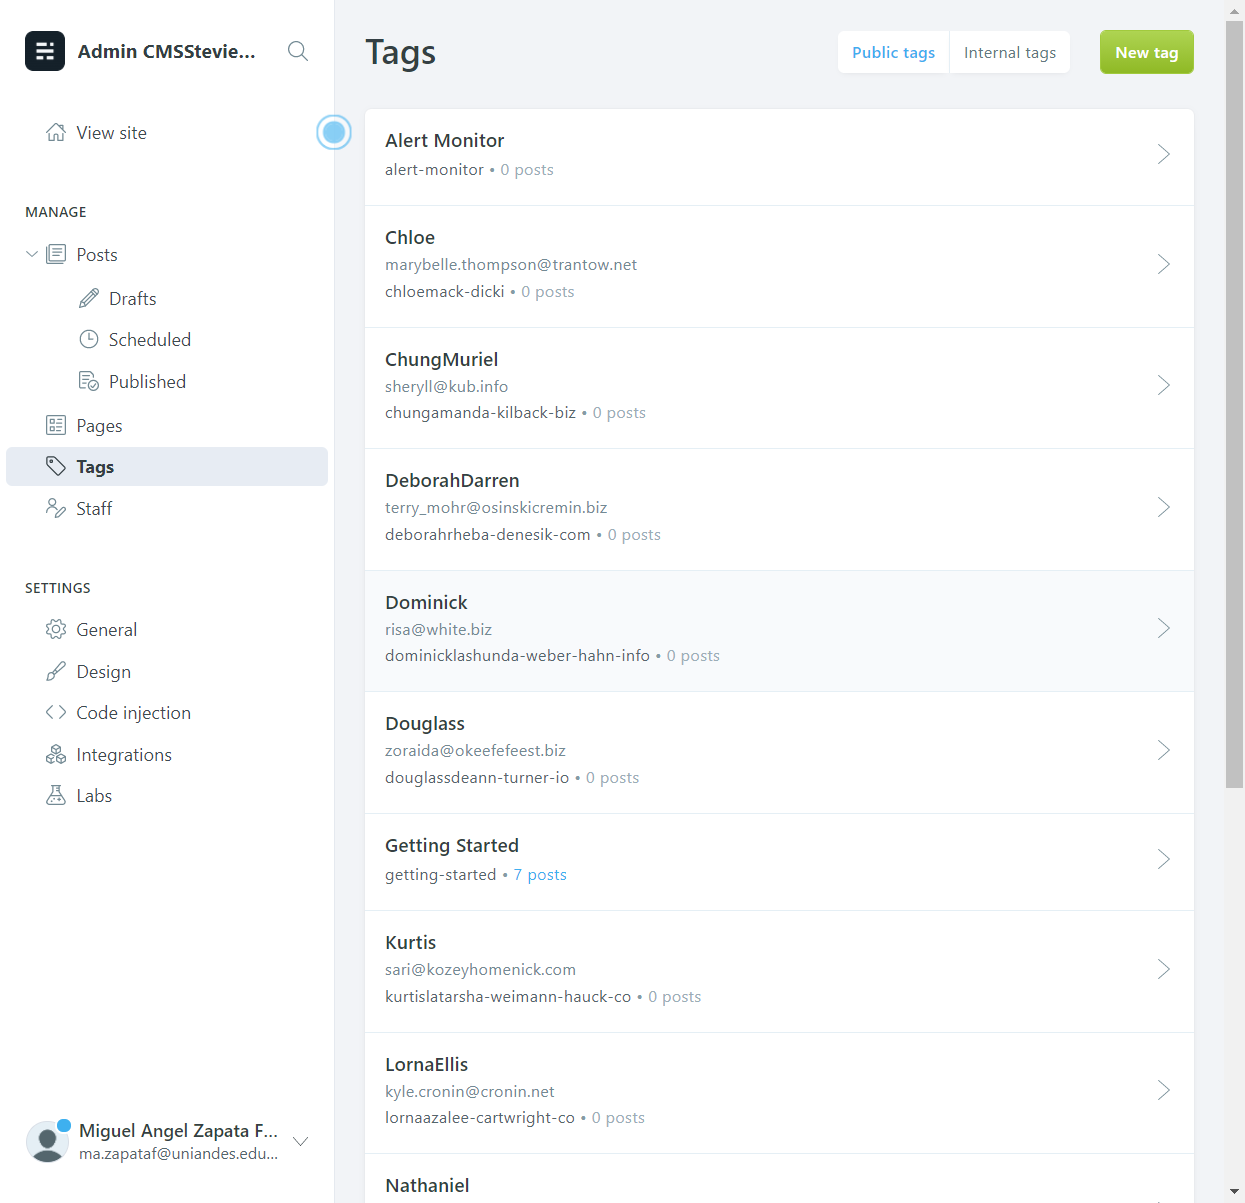 Admin CMSStevie...
View site
MANAGE
Posts
Drafts
Scheduled
Published
Pages
Tags
Staff
SETTINGS
General
Design
Code injection
Integrations
Labs
Miguel Angel Zapata F...
ma.zapataf@uniandes.edu...
Tags
Public tags
Internal tags
New tag
Alert Monitor
alert-monitor • 0 posts
Chloe
marybelle.thompson@trantow.net
chloemack-dicki • 0 posts
ChungMuriel
sheryll@kub.info
chungamanda-kilback-biz • 0 posts
DeborahDarren
terry_mohr@osinskicremin.biz
deborahrheba-denesik-com • 0 posts
Dominick
risa@white.biz
dominicklashunda-weber-hahn-info • 0 posts
Douglass
zoraida@okeefefeest.biz
douglassdeann-turner-io • 0 posts
Getting Started
getting-started • 7 posts
Kurtis
sari@kozeyhomenick.com
kurtislatarsha-weimann-hauck-co • 0 posts
LornaEllis
kyle.cronin@cronin.net
lornaazalee-cartwright-co • 0 posts
Nathaniel